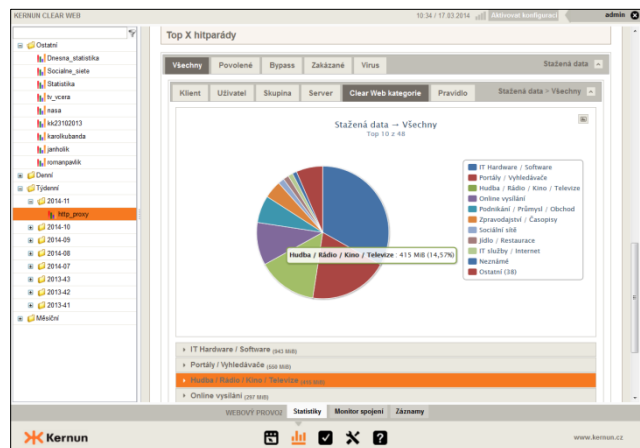 KERNUN CLEAR WEB
10:34 / 17.03.2014
Aktivovat konfiguraci
admin
Ostatní
Dnesna_statistika
Socialne_siete
Statistika
tv_vcera
nasa
kk23102013
karolkubanda
janholik
romanpavlik
Denní
Týdenní
2014-11
http_proxy
2014-10
2014-09
2014-08
2014-07
2013-43
2013-42
2013-41
Měsíční
Top X hitparády
Všechny Povolené Bypass Zakázané Virus Stažená data
Klient Uživatel Skupina Server Clear Web kategorie Pravidlo Stažená data > Všechny
Stažená data → Všechny
Top 10 z 48
IT Hardware / Software
Portály / Vyhledávače
Hudba / Rádio / Kino / Televize
Online vysílání
Podnikání / Průmysl / Obchod
Zpravodajství / Časopisy
Sociální sítě
Jídlo / Restaurace
IT služby / Internet
Neznámé
Ostatní (38)
Hudba / Rádio / Kino / Televize : 415 MiB (14,57%)
IT Hardware / Software (943 MiB)
Portály / Vyhledávače
Hudba / Rádio / Kino / Televize (415 MiB)
Online vysílání (297 MiB)
WEBOVÝ PROVOZ Statistiky Monitor spojení Záznamy
Kernun
www.kernun.cz